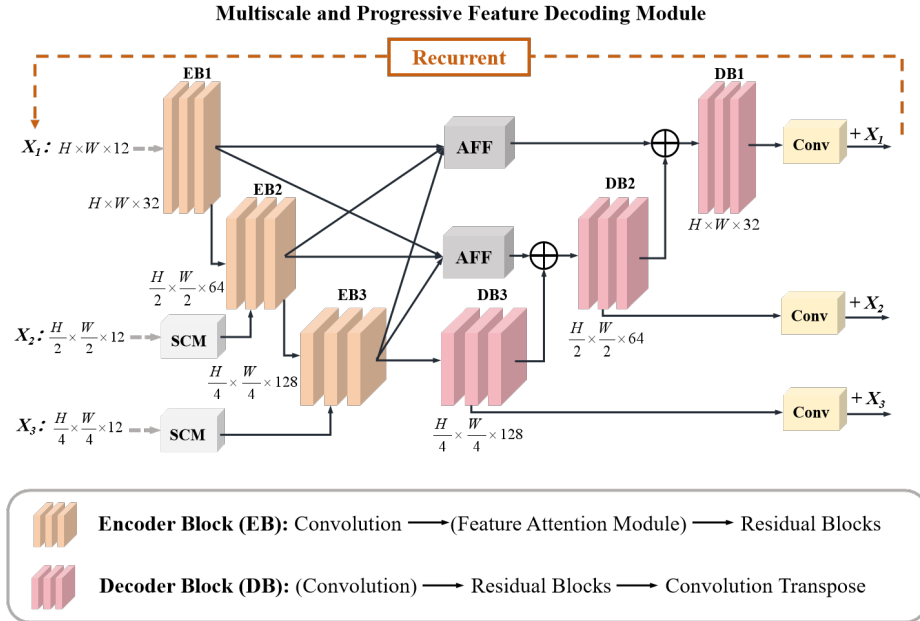 Multiscale and Progressive Feature Decoding Module
Recurrent
EB1
DB1
X₁: H×W×12
AFF
Conv
+X₁
H×W×32
EB2
DB2
H×W×32
AFF
H/2 × W/2 × 64
EB3
DB3
X₂: H/2 × W/2 × 12
SCM
H/2 × W/2 × 64
Conv
+X₂
H/4 × W/4 × 128
X₃: H/4 × W/4 × 12
SCM
H/4 × W/4 × 128
Conv
+X₃
Encoder Block (EB): Convolution → (Feature Attention Module) → Residual Blocks
Decoder Block (DB): (Convolution) → Residual Blocks → Convolution Transpose